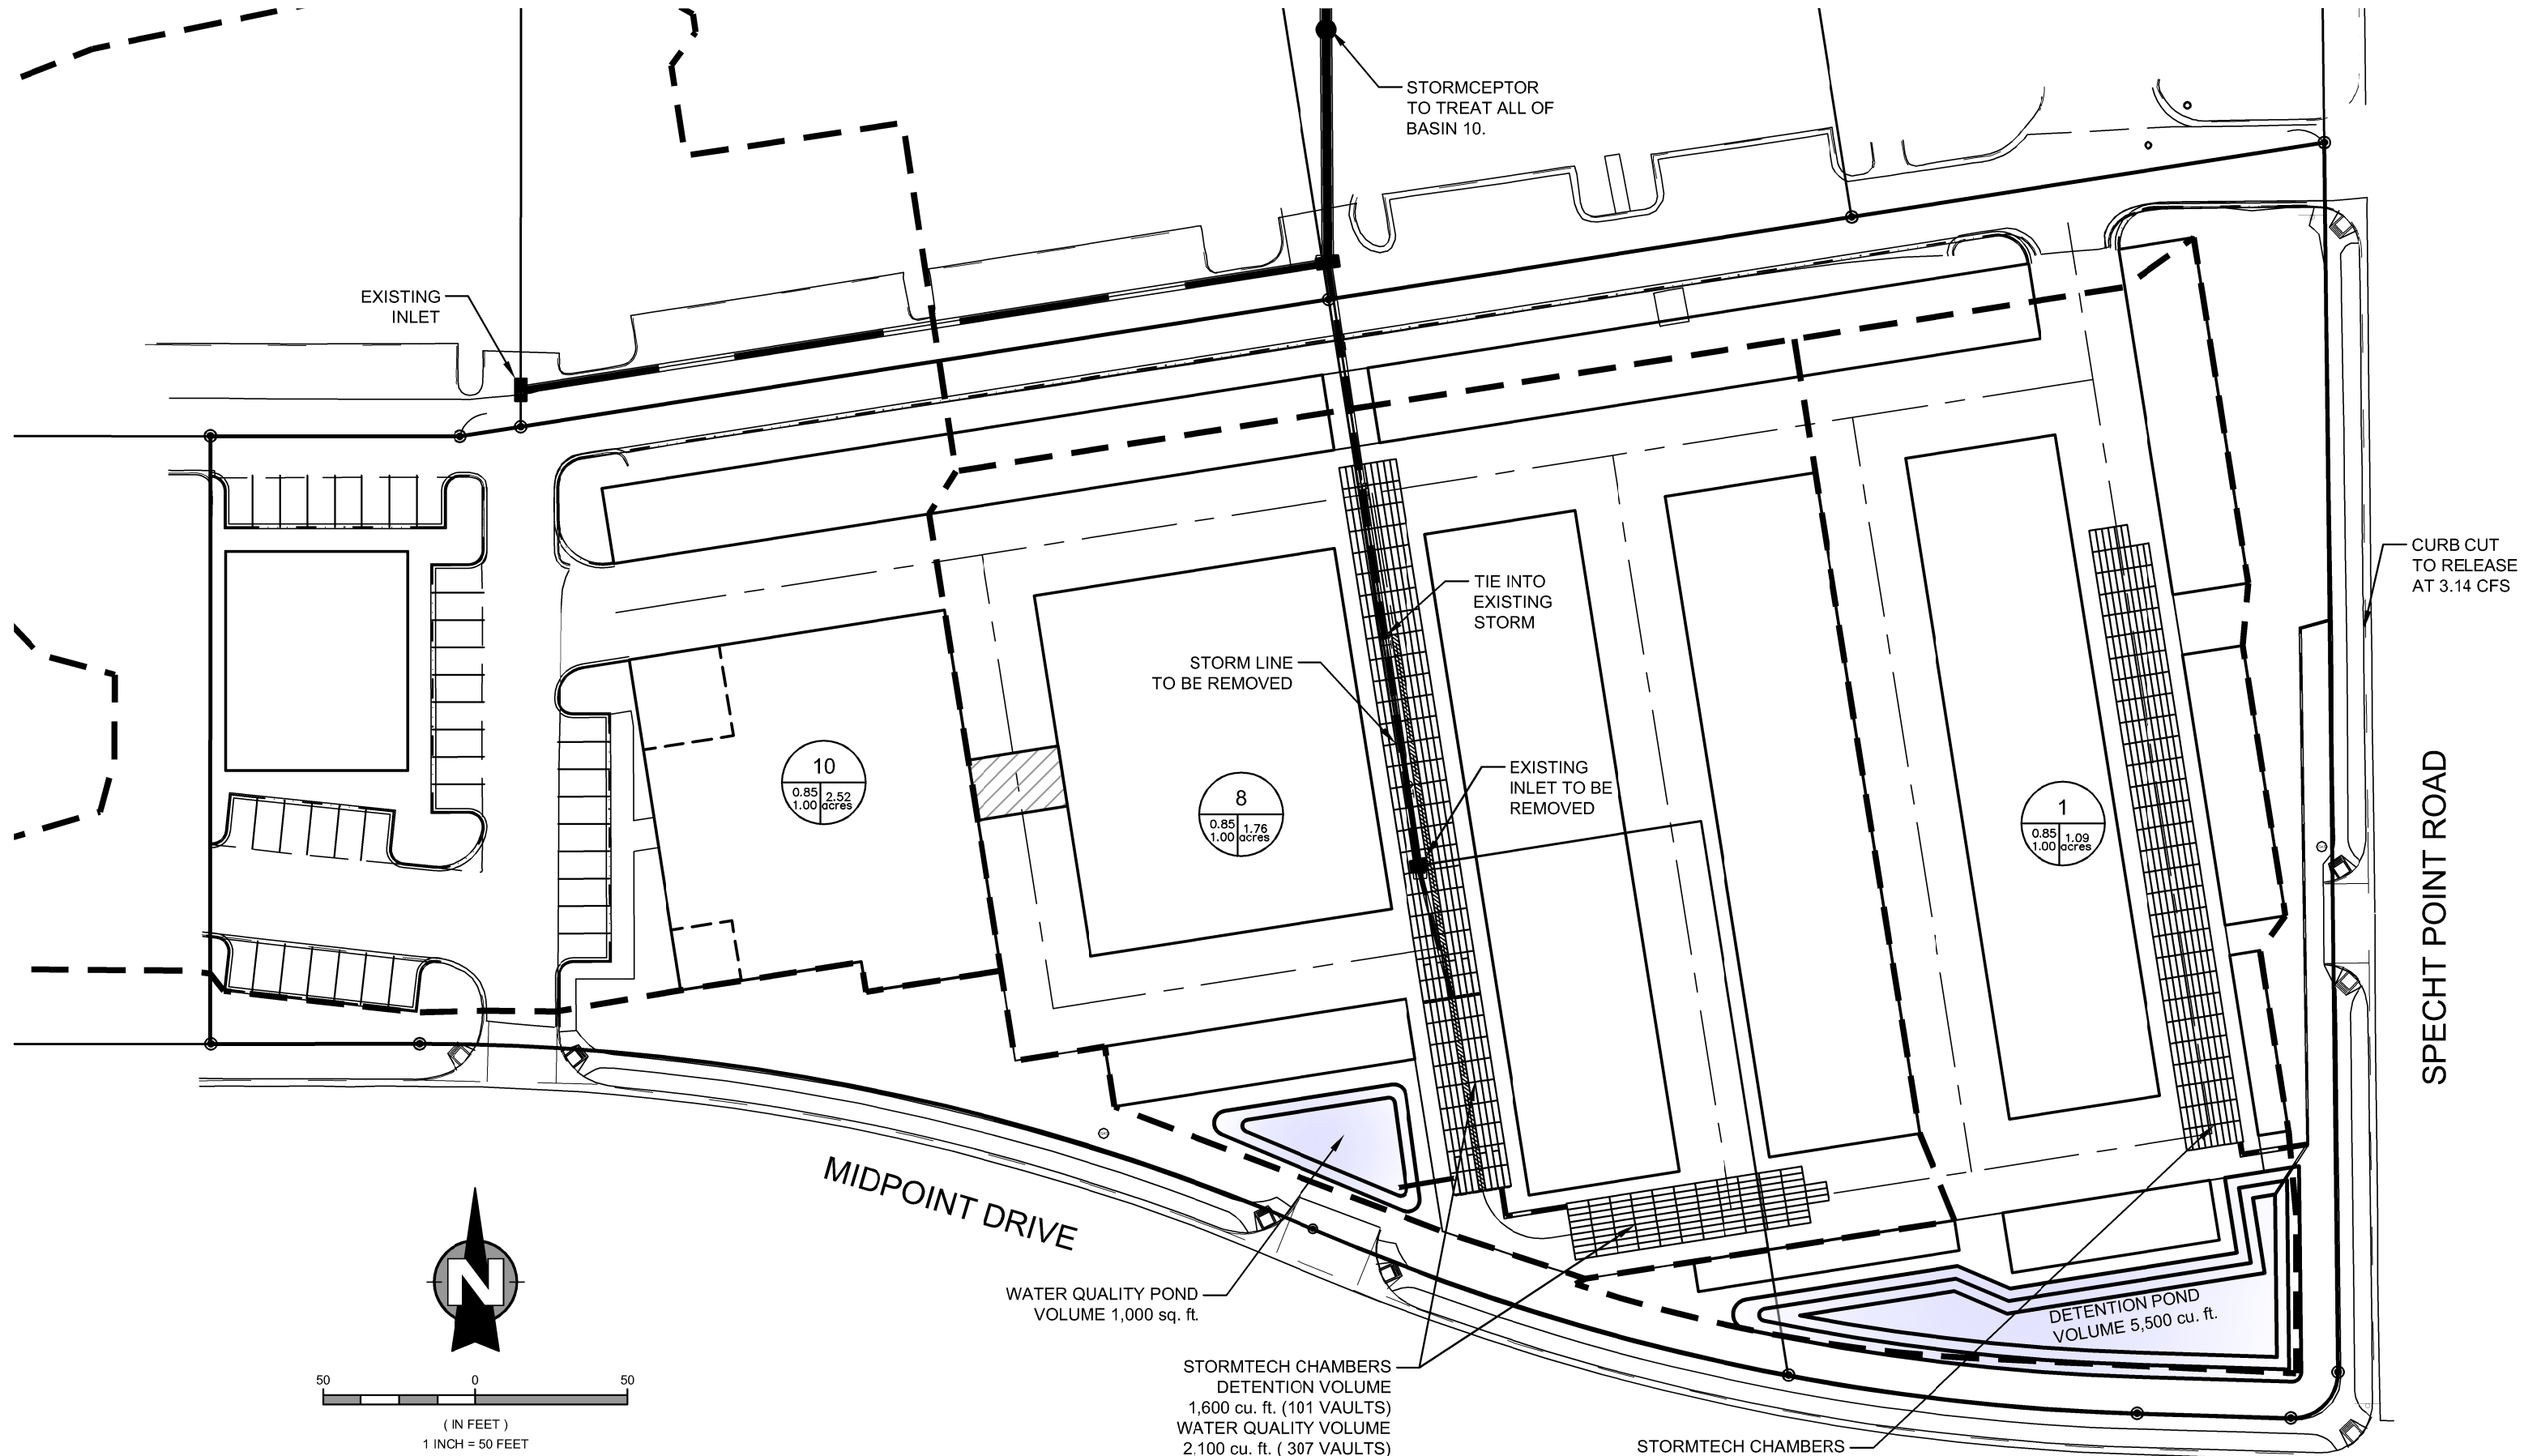 STORMCEPTOR
TO TREAT ALL OF
BASIN 10.
EXISTING
INLET
CURB CUT
TO RELEASE
AT 3.14 CFS
TIE INTO
EXISTING
STORM
STORM LINE
TO BE REMOVED
EXISTING
INLET TO BE
REMOVED
10
0.85 2.52
1.00 acres
8
0.85 1.76
1.00 acres
1
0.85 1.09
1.00 acres
SPECHT POINT ROAD
MIDPOINT DRIVE
N
WATER QUALITY POND
VOLUME 1,000 sq. ft.
DETENTION POND
VOLUME 5,500 cu. ft.
STORMTECH CHAMBERS
DETENTION VOLUME
1,600 cu. ft. (101 VAULTS)
WATER QUALITY VOLUME
2,100 cu. ft. ( 307 VAULTS)
STORMTECH CHAMBERS
50 0 50
( IN FEET )
1 INCH = 50 FEET